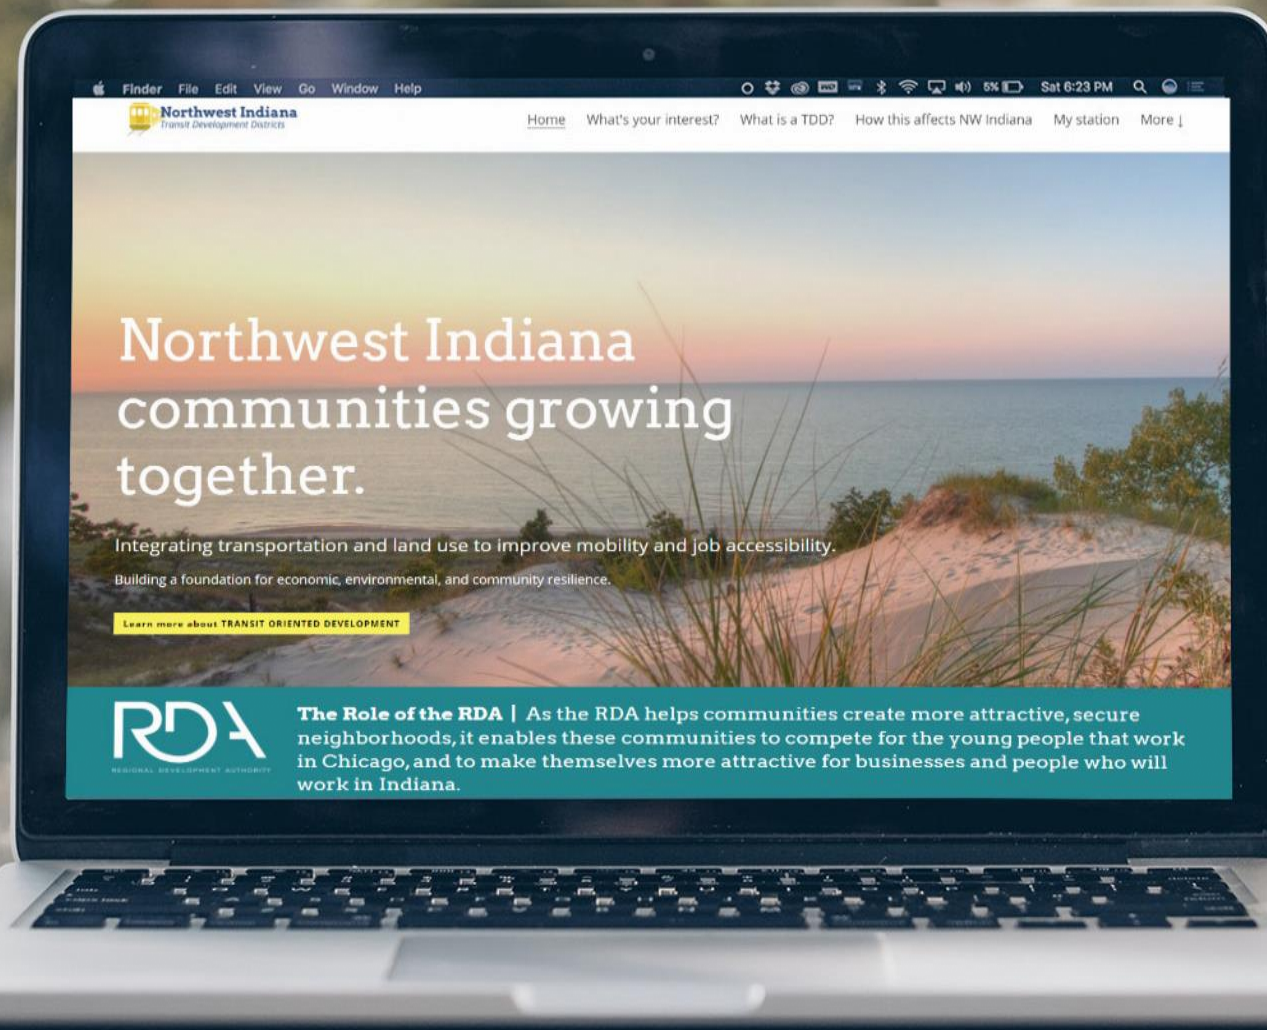 Finder File Edit View Go Window Help 5% Sat 6:23 PM
Northwest Indiana
Transit Development Districts
Home What's your interest? What is a TDD? How this affects NW Indiana My station More ↓
Northwest Indiana
communities growing
together.
Integrating transportation and land use to improve mobility and job accessibility.
Building a foundation for economic, environmental, and community resilience.
Learn more about TRANSIT ORIENTED DEVELOPMENT
RDA
REGIONAL DEVELOPMENT AUTHORITY
The Role of the RDA | As the RDA helps communities create more attractive, secure
neighborhoods, it enables these communities to compete for the young people that work
in Chicago, and to make themselves more attractive for businesses and people who will
work in Indiana.